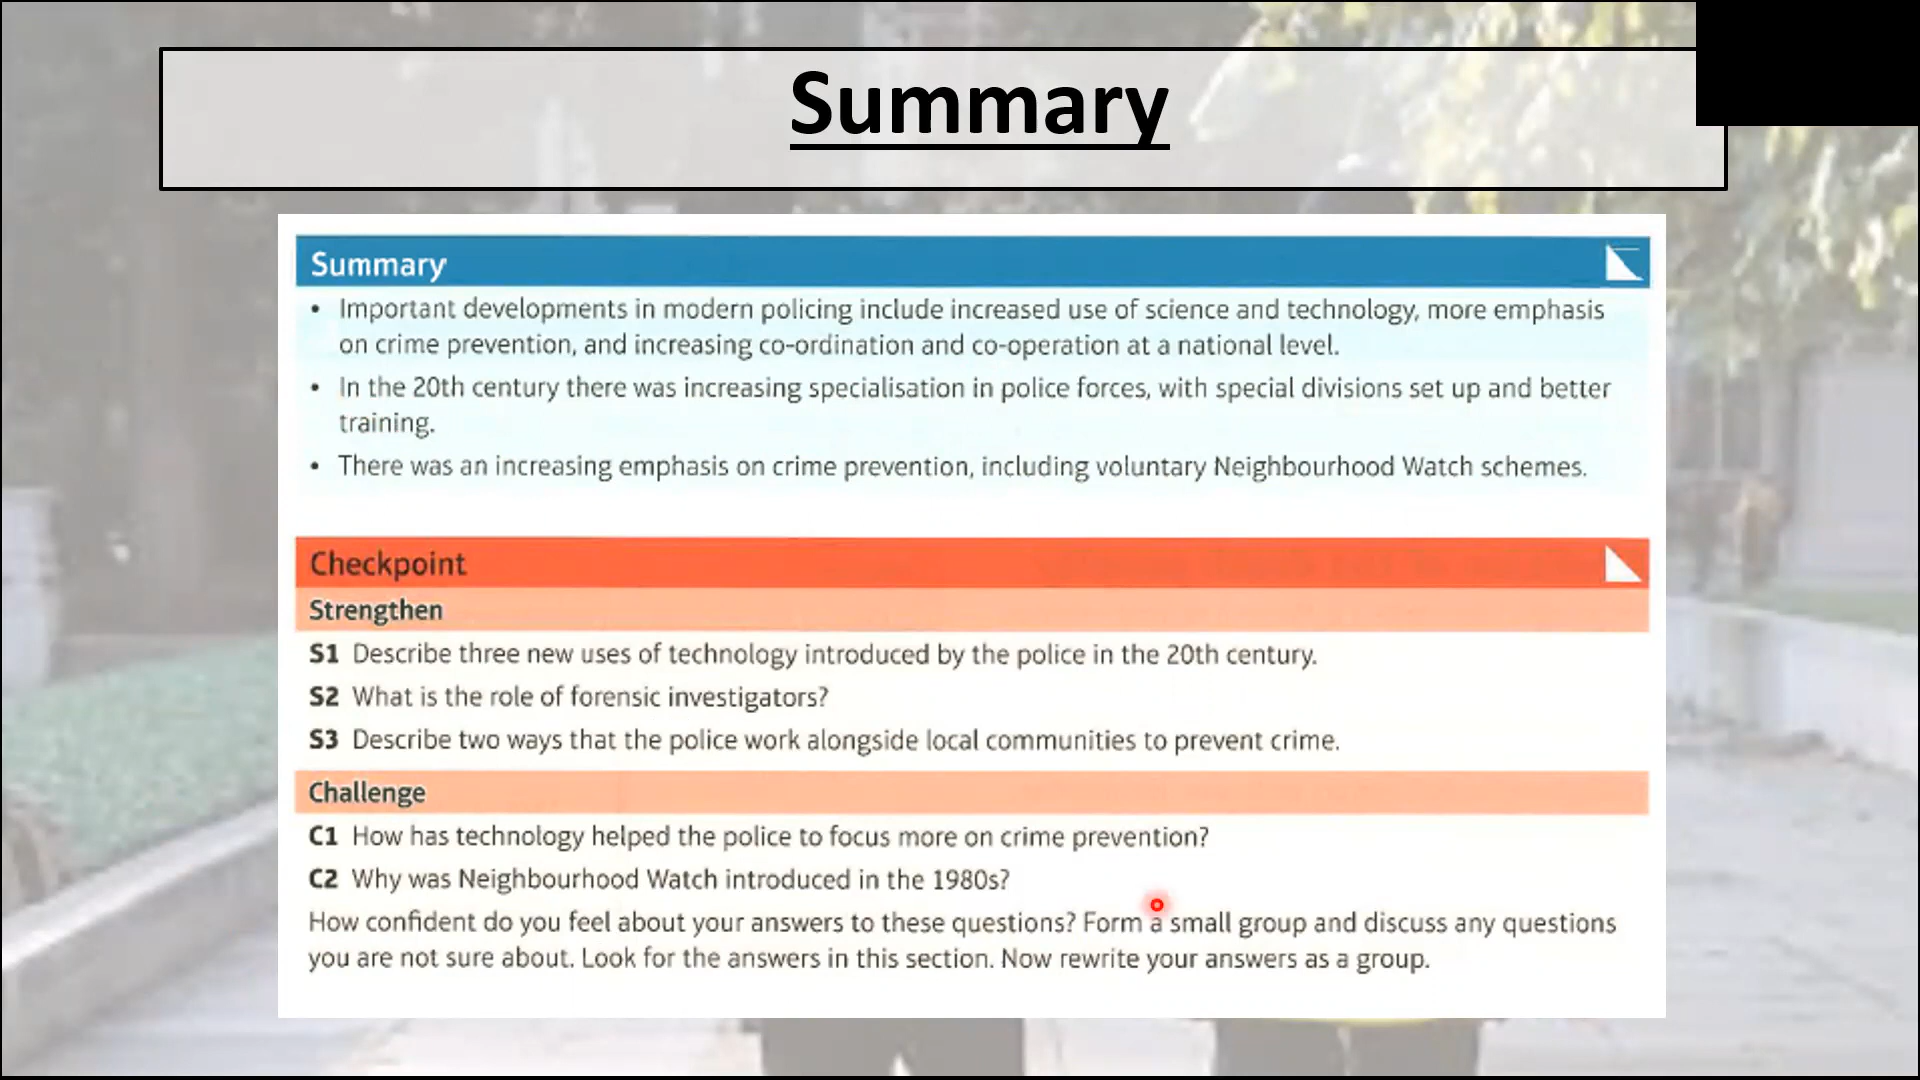 Summary
Summary
• Important developments in modern policing include increased use of science and technology, more emphasis
on crime prevention, and increasing co-ordination and co-operation at a national level.
• In the 20th century there was increasing specialisation in police forces, with special divisions set up and better
training.
• There was an increasing emphasis on crime prevention, including voluntary Neighbourhood Watch schemes.
Checkpoint
Strengthen
S1 Describe three new uses of technology introduced by the police in the 20th century.
S2 What is the role of forensic investigators?
S3 Describe two ways that the police work alongside local communities to prevent crime.
Challenge
C1 How has technology helped the police to focus more on crime prevention?
C2 Why was Neighbourhood Watch introduced in the 1980s?
How confident do you feel about your answers to these questions? Form a small group and discuss any questions
you are not sure about. Look for the answers in this section. Now rewrite your answers as a group.